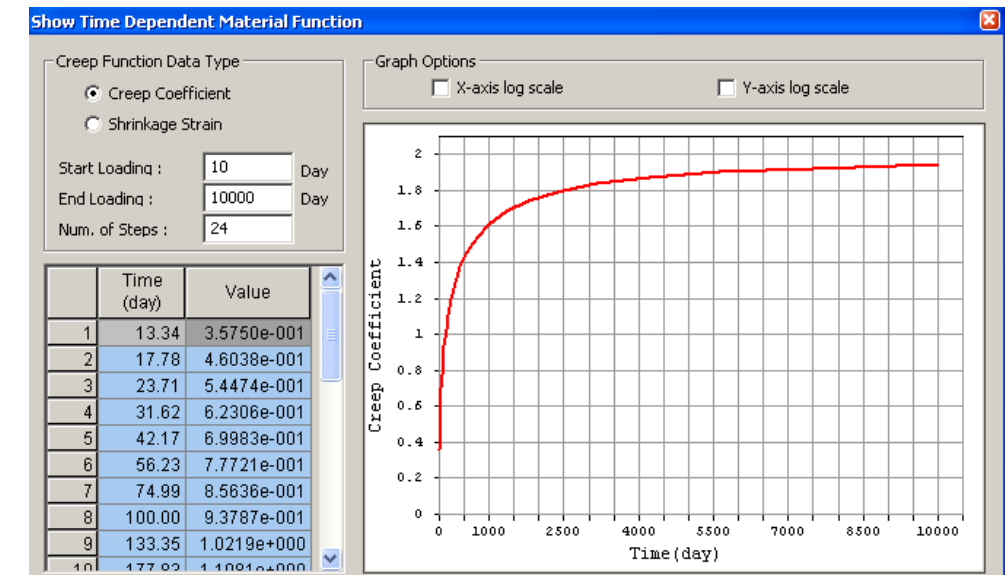 Show Time Dependent Material Function
Creep Function Data Type
Creep Coefficient
Shrinkage Strain
Start Loading : 10 Day
End Loading : 10000 Day
Num. of Steps : 24
Time (day) Value
1 13.34 3.5750e-001
2 17.78 4.6038e-001
3 23.71 5.4474e-001
4 31.62 6.2306e-001
5 42.17 6.9983e-001
6 56.23 7.7721e-001
7 74.99 8.5636e-001
8 100.00 9.3787e-001
9 133.35 1.0219e+000
10 177.83 1.1081e+000
Graph Options
X-axis log scale
Y-axis log scale
Creep Coefficient
2
1.8
1.6
1.4
1.2
1
0.8
0.6
0.4
0.2
0
0 1000 2500 4000 5500 7000 8500 10000
Time(day)